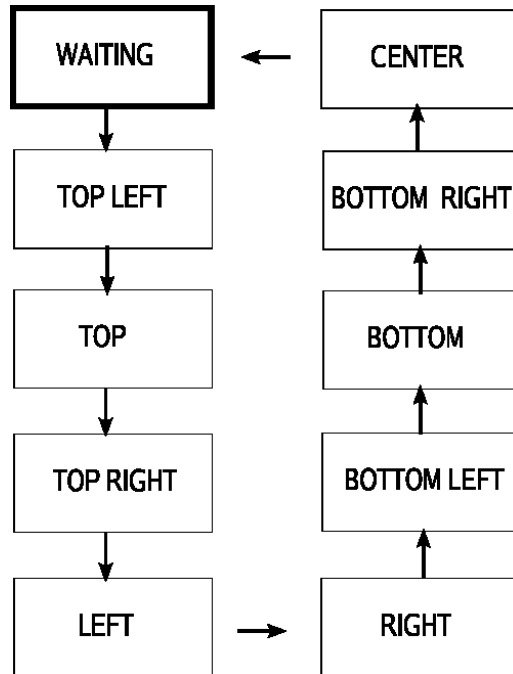 WAITING
CENTER
TOP LEFT
BOTTOM RIGHT
TOP
BOTTOM
TOP RIGHT
BOTTOM LEFT
LEFT
RIGHT